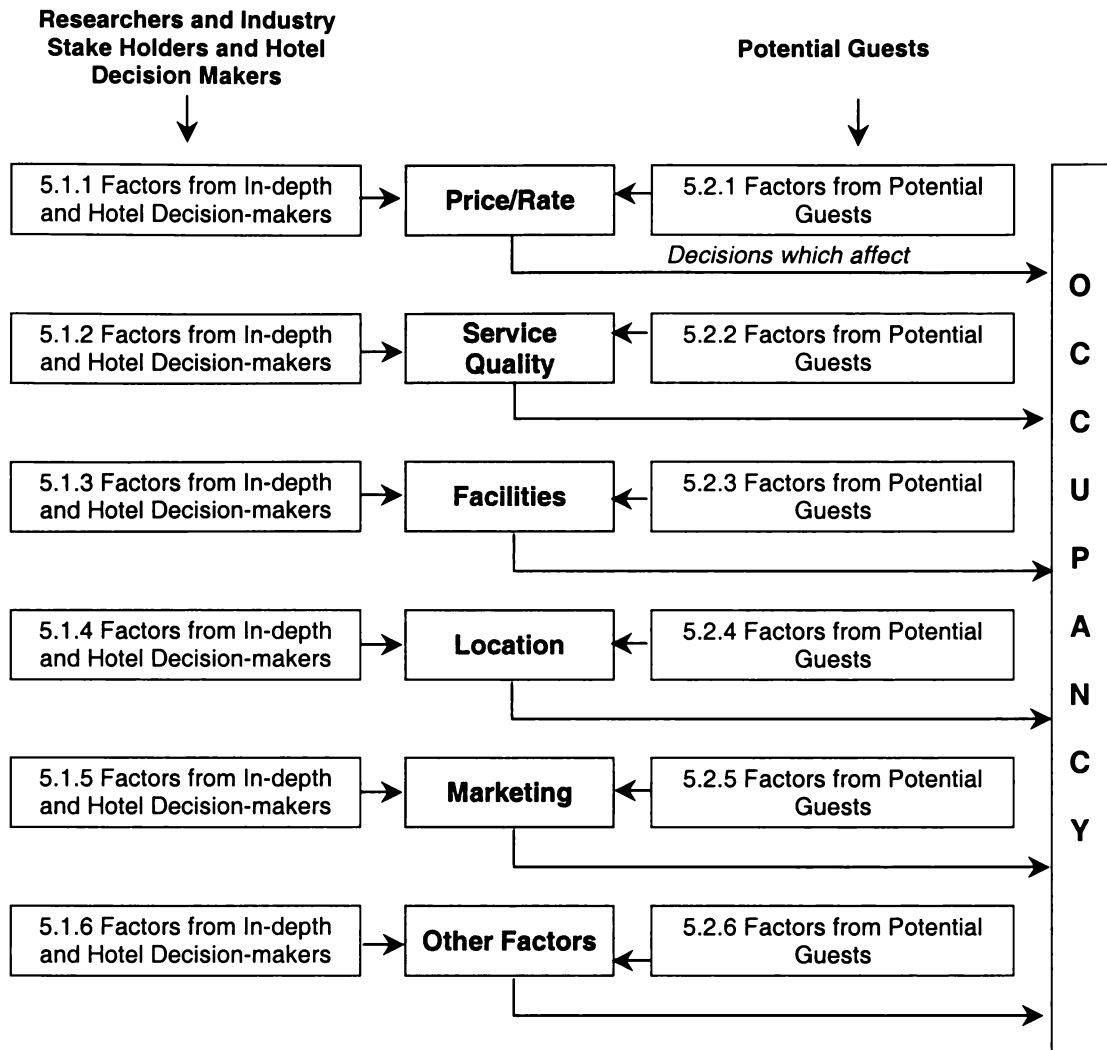 Researchers and Industry
Stake Holders and Hotel
Decision Makers
Potential Guests
5.1.1 Factors from In-depth
and Hotel Decision-makers
Price/Rate
5.2.1 Factors from Potential
Guests
Decisions which affect
5.1.2 Factors from In-depth
and Hotel Decision-makers
Service
Quality
5.2.2 Factors from Potential
Guests
5.1.3 Factors from In-depth
and Hotel Decision-makers
Facilities
5.2.3 Factors from Potential
Guests
5.1.4 Factors from In-depth
and Hotel Decision-makers
Location
5.2.4 Factors from Potential
Guests
5.1.5 Factors from In-depth
and Hotel Decision-makers
Marketing
5.2.5 Factors from Potential
Guests
5.1.6 Factors from In-depth
and Hotel Decision-makers
Other Factors
5.2.6 Factors from Potential
Guests
O
C
C
U
P
A
N
C
Y